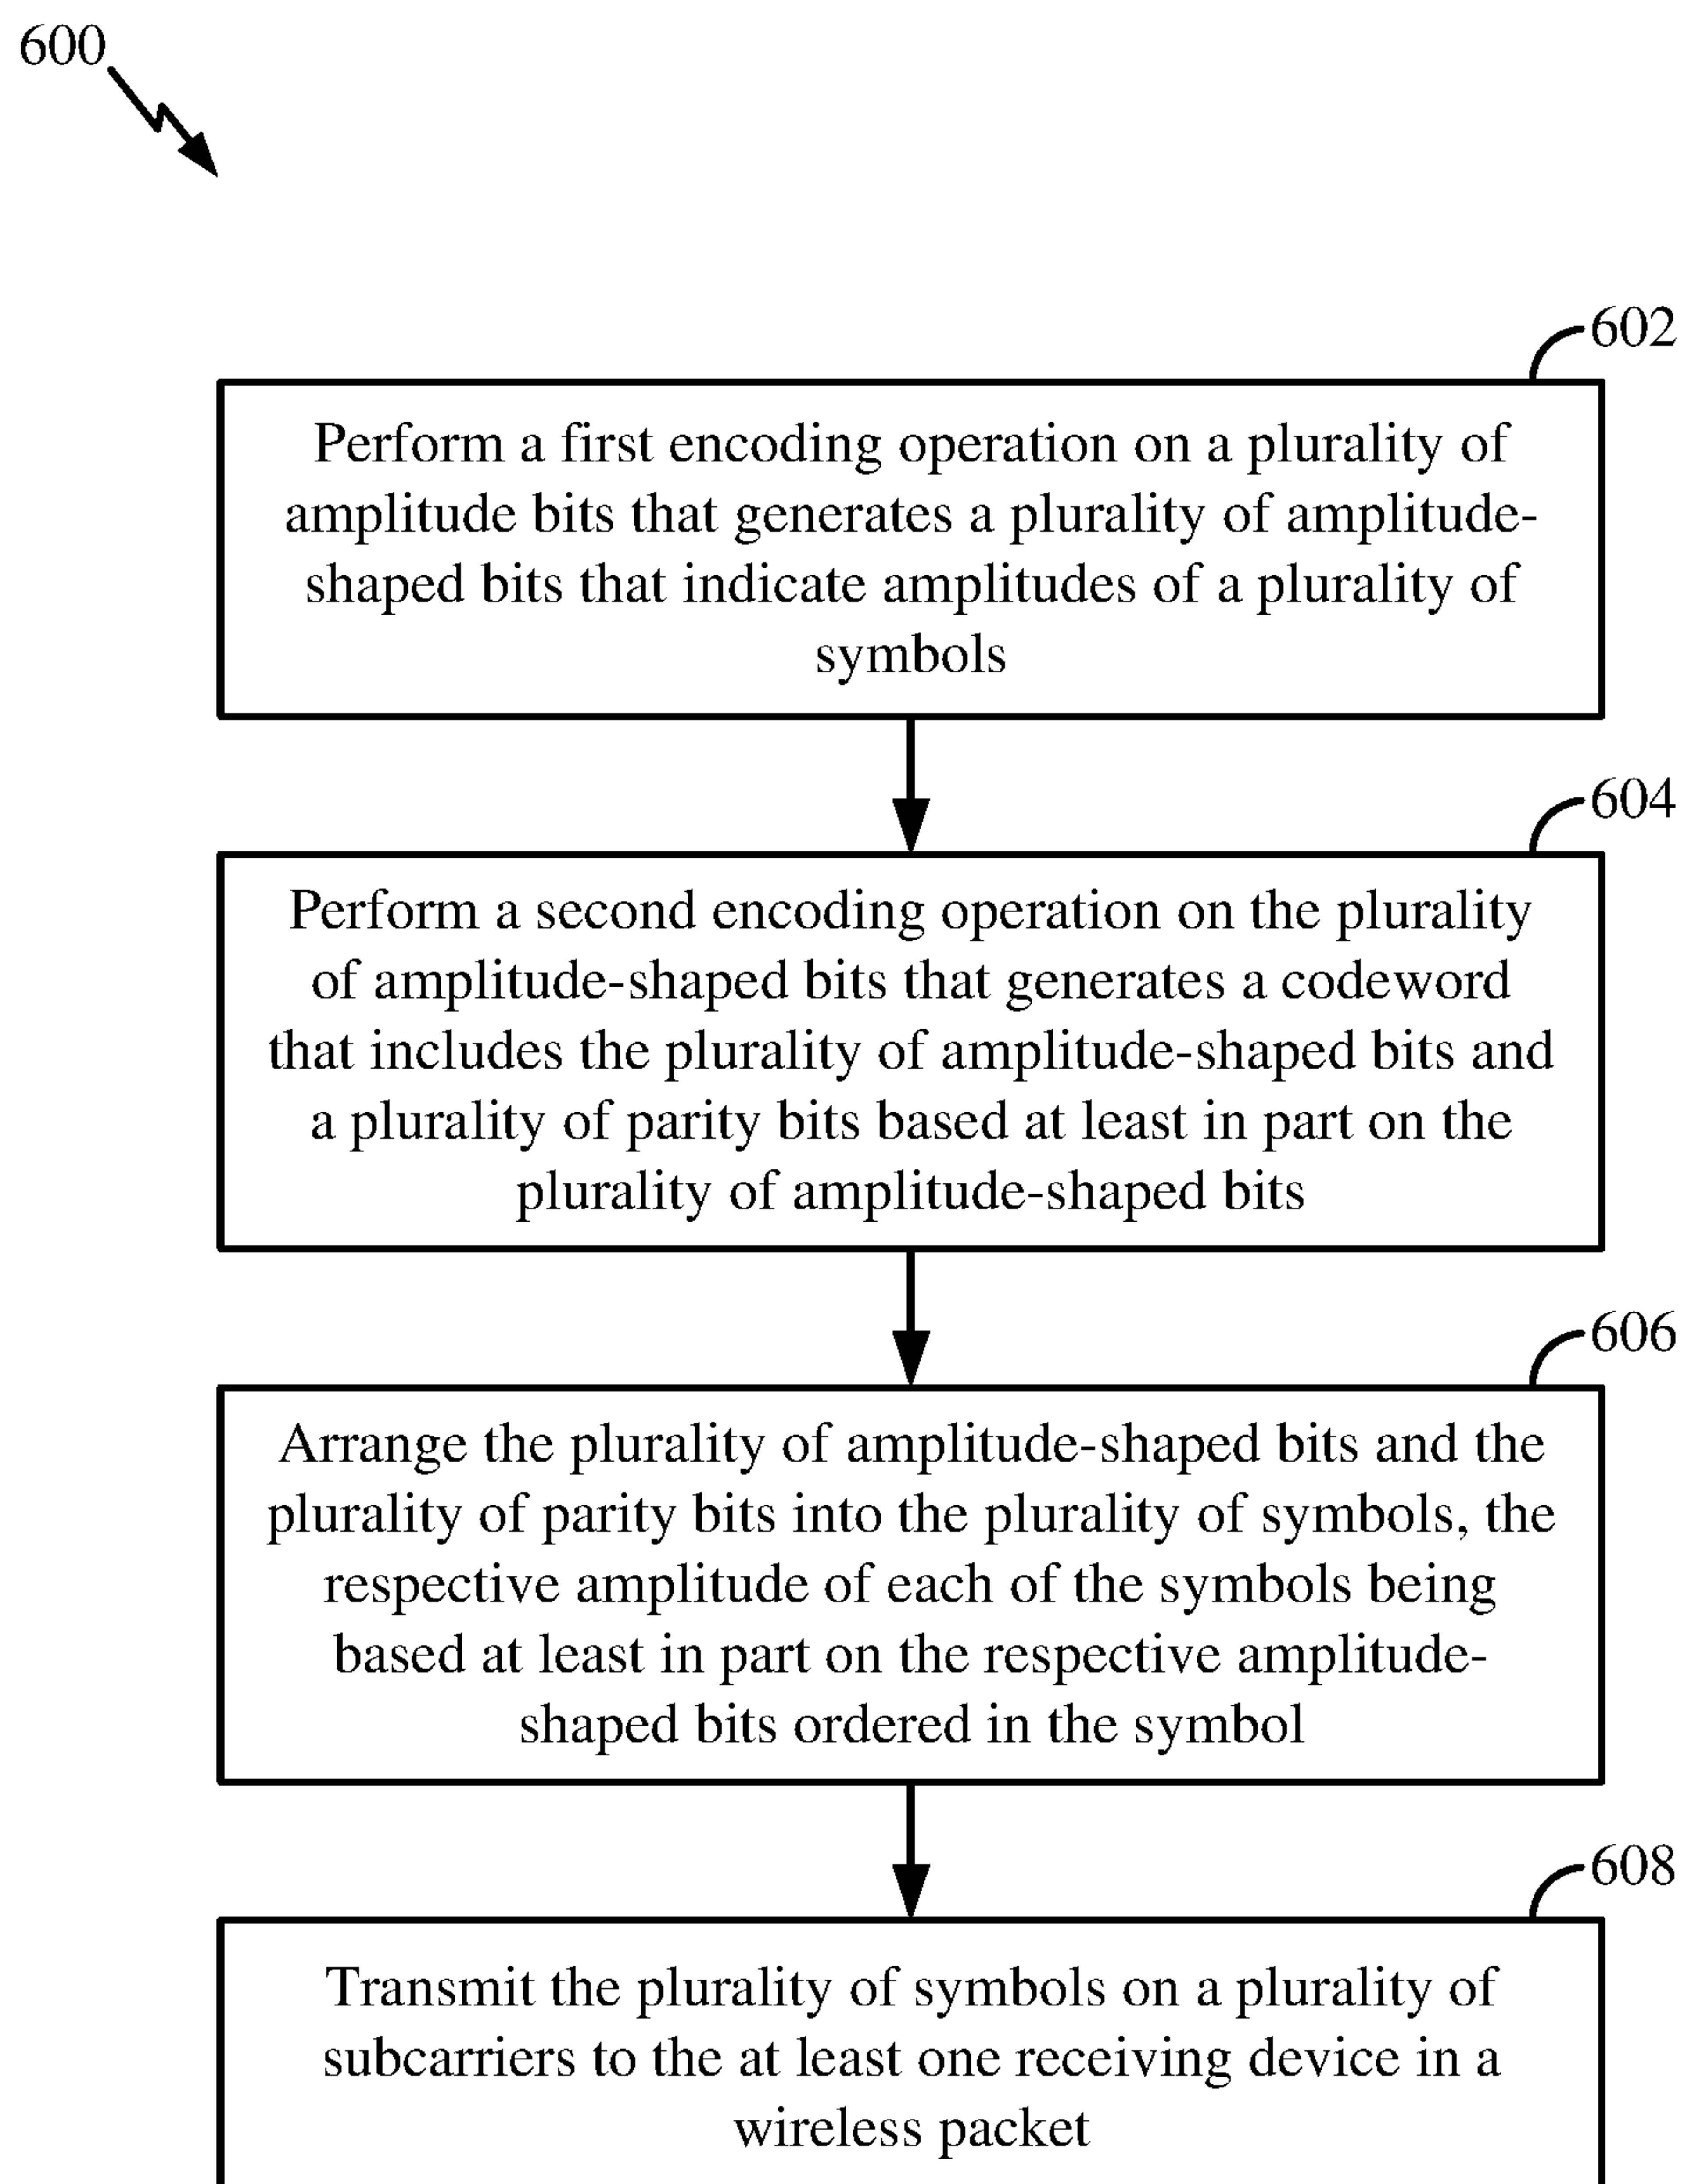 600
602
Perform a first encoding operation on a plurality of
amplitude bits that generates a plurality of amplitude-
shaped bits that indicate amplitudes of a plurality of
symbols
604
Perform a second encoding operation on the plurality
of amplitude-shaped bits that generates a codeword
that includes the plurality of amplitude-shaped bits and
a plurality of parity bits based at least in part on the
plurality of amplitude-shaped bits
606
Arrange the plurality of amplitude-shaped bits and the
plurality of parity bits into the plurality of symbols, the
respective amplitude of each of the symbols being
based at least in part on the respective amplitude-
shaped bits ordered in the symbol
608
Transmit the plurality of symbols on a plurality of
subcarriers to the at least one receiving device in a
wireless packet